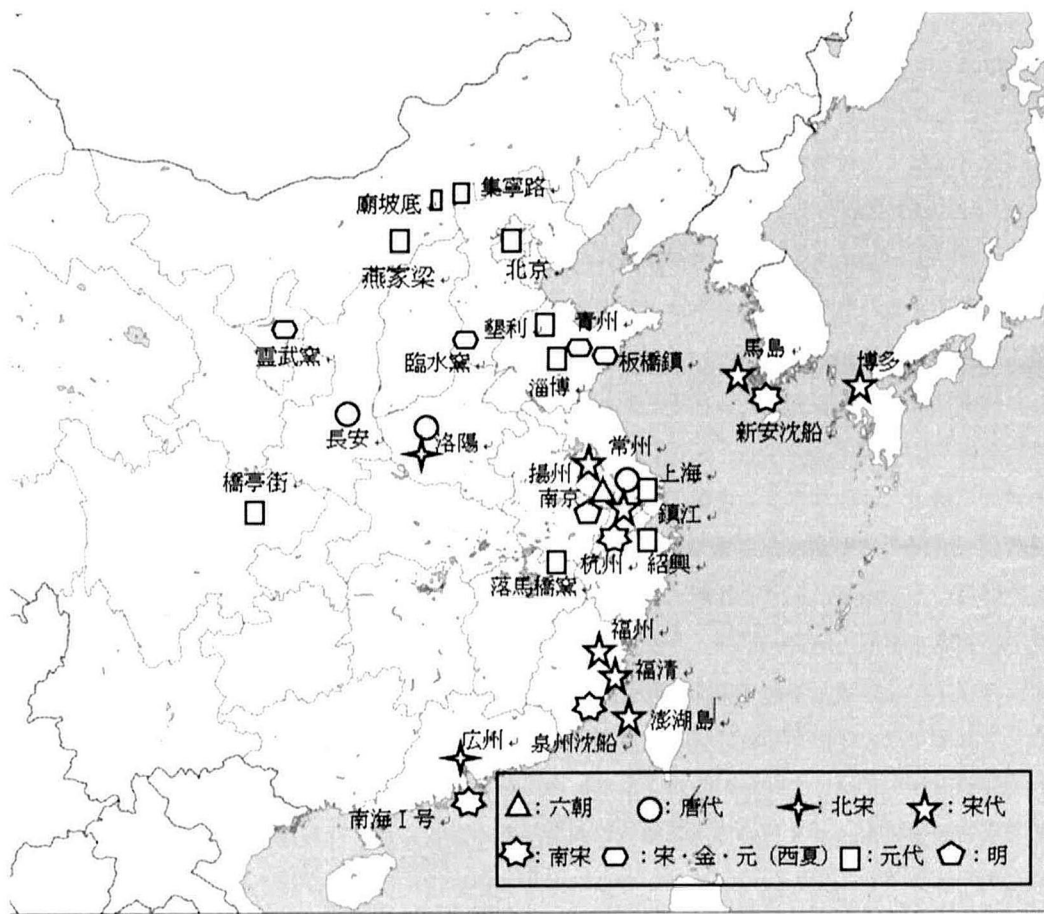 集寧路
廟坡底
燕家梁
北京
墾利
青州
霊武窯
臨水窯
淄博
板橋鎮
馬島
博多
新安沈船
長安
洛陽
常州
揚州
上海
橋亭街
南京
鎮江
杭州
紹興
落馬橋窯
福州
福清
澎湖島
泉州沈船
広州
南海Ⅰ号
:六朝
:唐代
:北宋
:宋代
:南宋
:宋・金・元(西夏)
:元代
:明